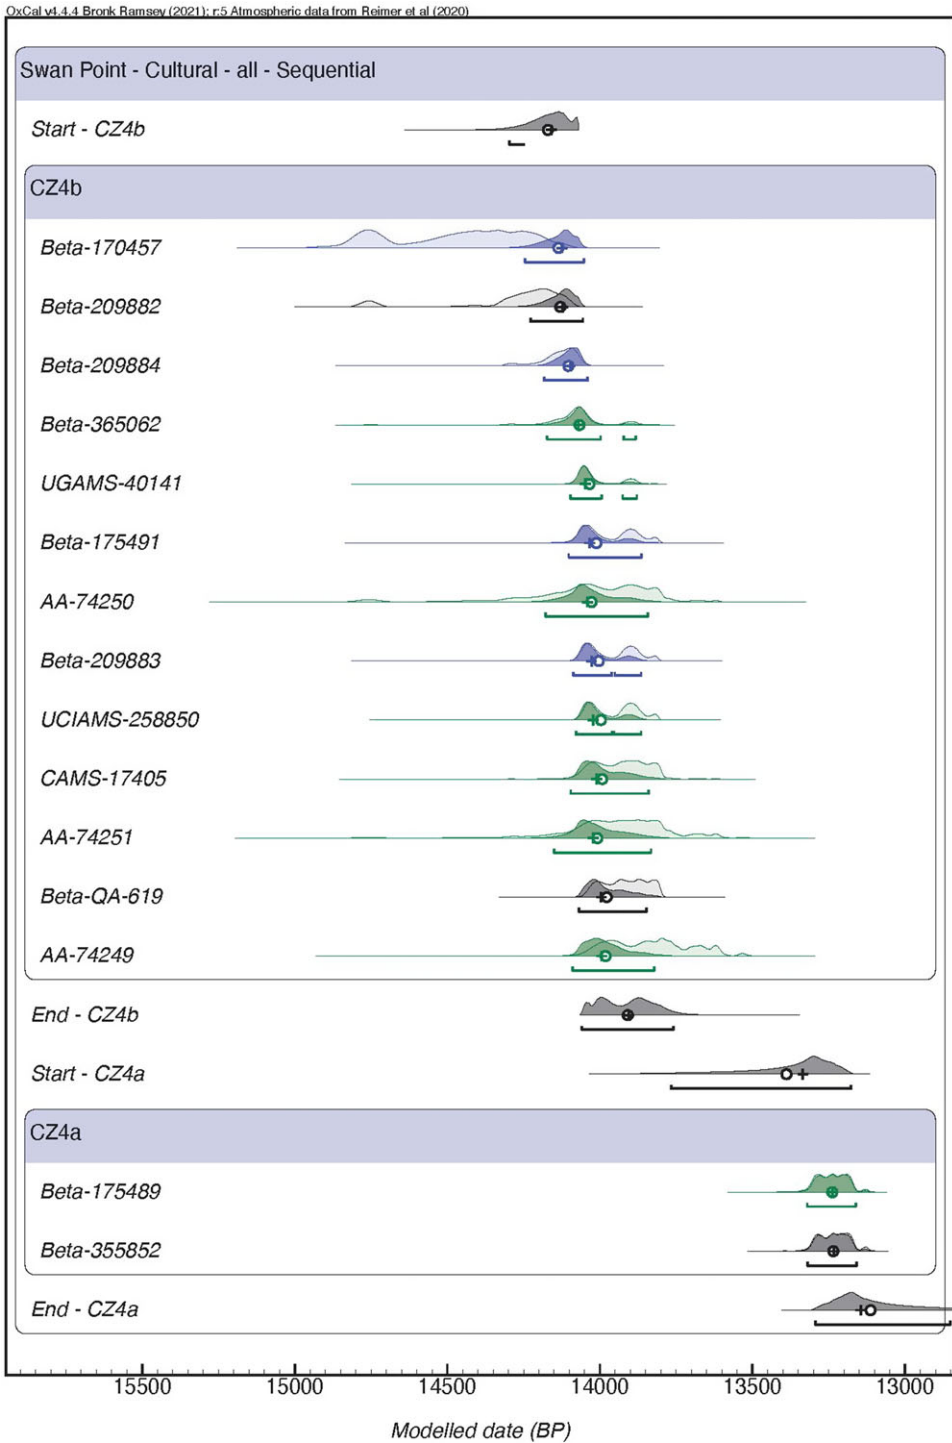 OxCal v4.4.4 Bronk Ramsey (2021); r:5 Atmospheric data from Reimer et al (2020)
Swan Point - Cultural - all - Sequential
Start - CZ4b
CZ4b
Beta-170457
Beta-209882
Beta-209884
Beta-365062
UGAMS-40141
Beta-175491
AA-74250
Beta-209883
UCIAMS-258850
CAMS-17405
AA-74251
Beta-QA-619
AA-74249
End - CZ4b
Start - CZ4a
CZ4a
Beta-175489
Beta-355852
End - CZ4a
15500 15000 14500 14000 13500 13000
Modelled date (BP)